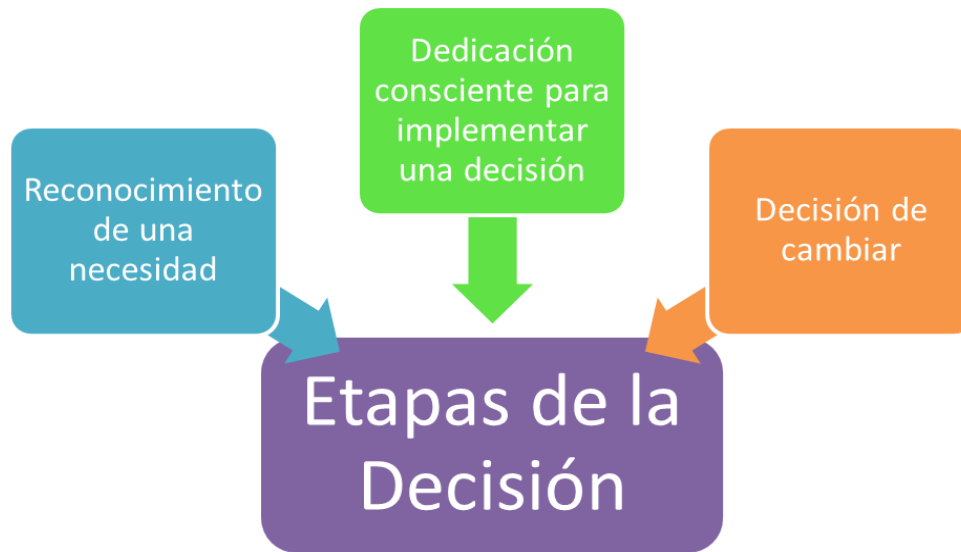 Reconocimiento
de una
necesidad
Dedicación
consciente para
implementar
una decisión
Decisión de
cambiar
Etapas de la
Decisión